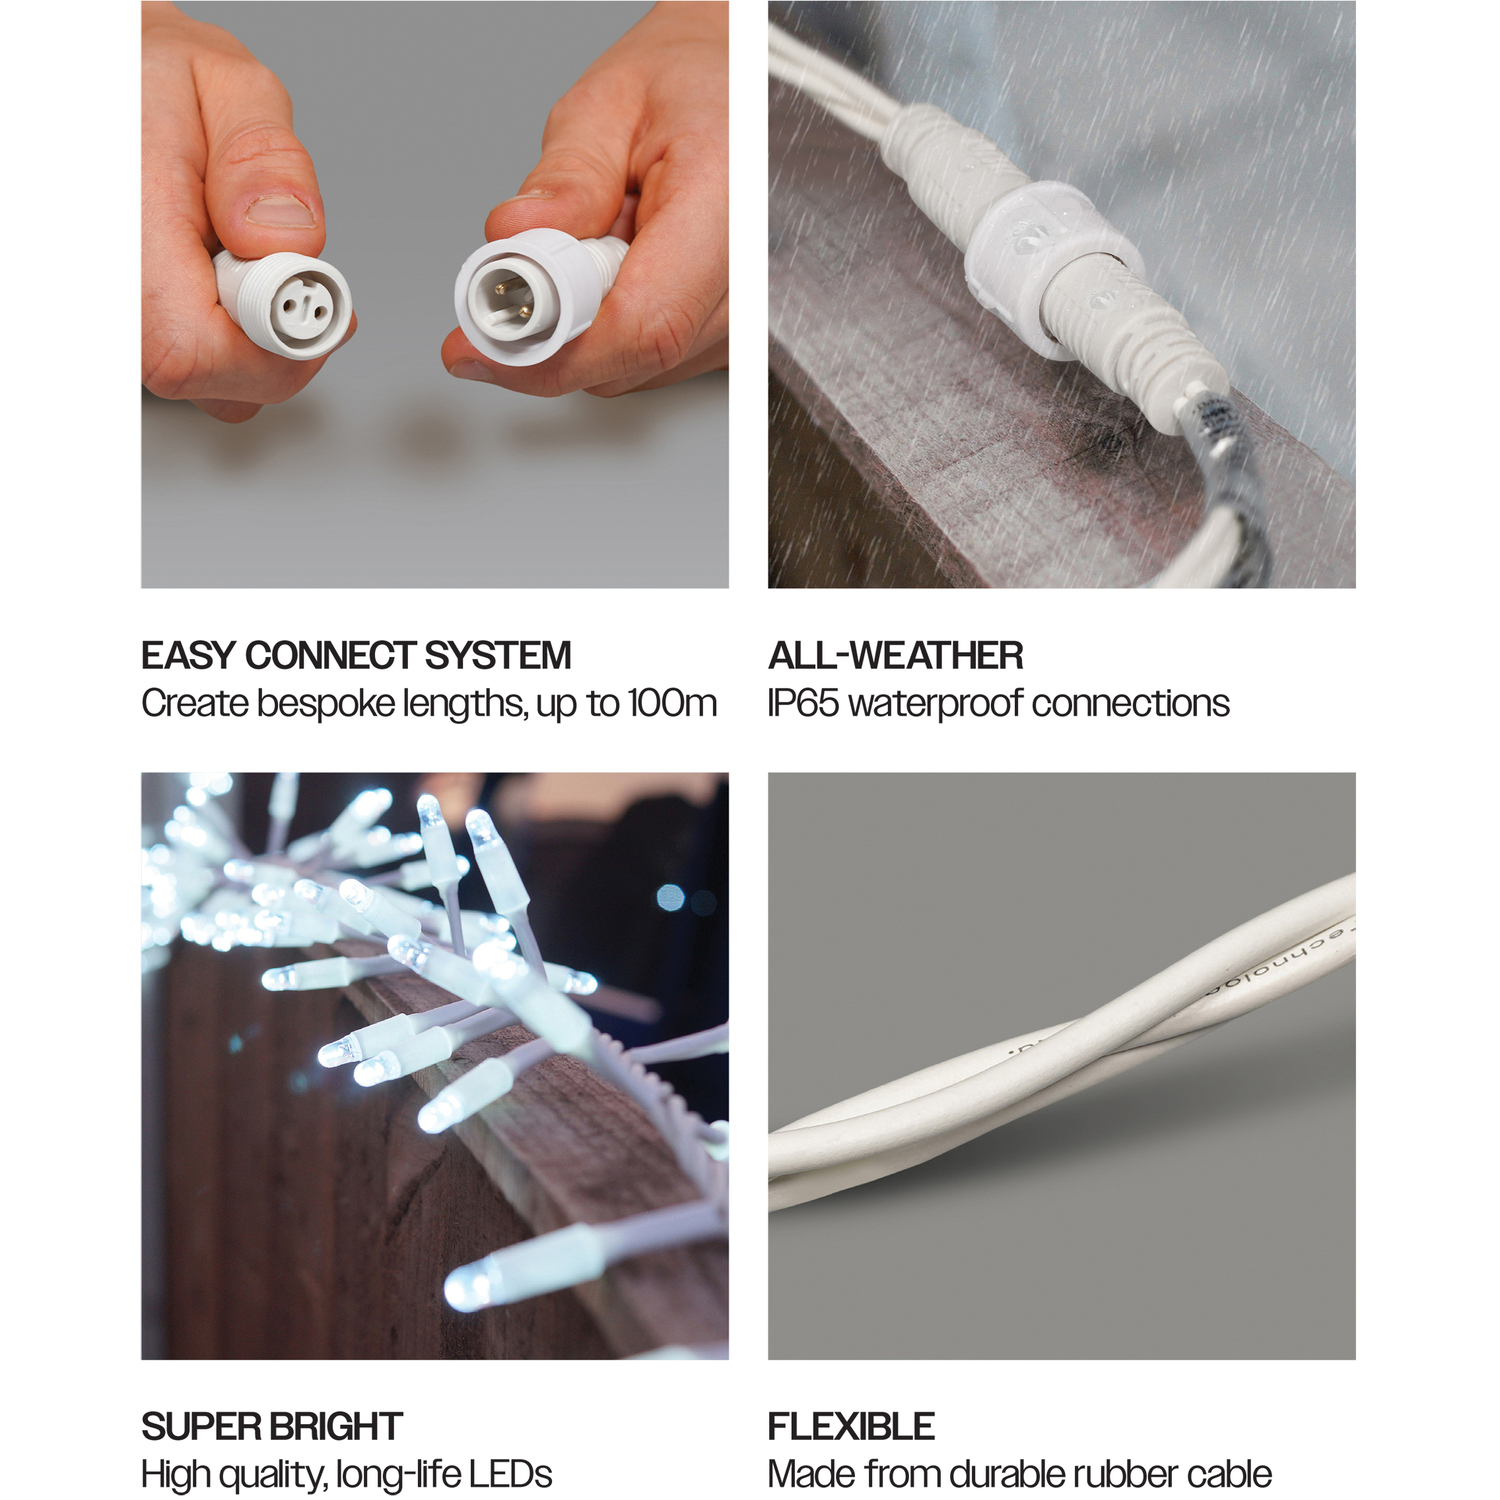 EASY CONNECT SYSTEM
Create bespoke lengths, up to 100m
ALL-WEATHER
IP65 waterproof connections
SUPER BRIGHT
High quality, long-life LEDs
FLEXIBLE
Made from durable rubber cable